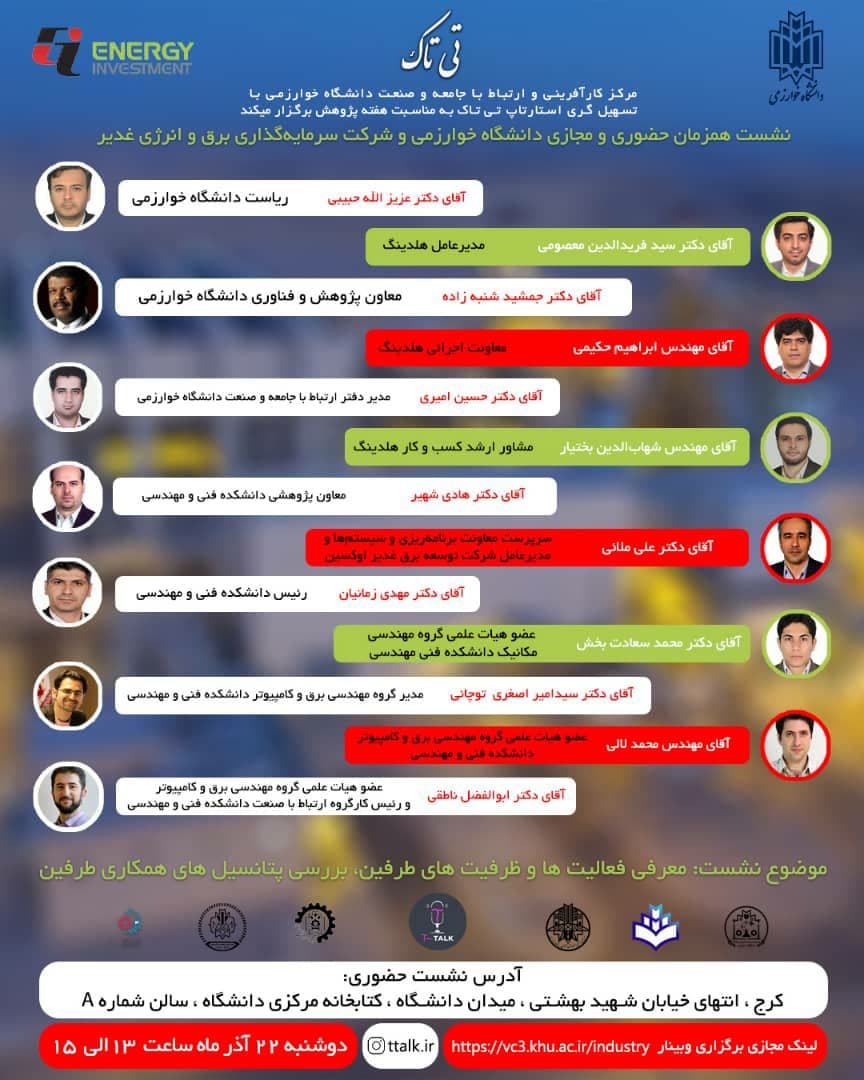 ENERGY
INVESTMENT
تی تاک
دانشگاه خوارزمی
مرکز کارآفرینی و ارتباط با جامعه و صنعت دانشگاه خوارزمی با
تسهیل گری استارتاپ تی تاک به مناسبت هفته پژوهش برگزار میکند
نشست همزمان حضوری و مجازی دانشگاه خوارزمی و شرکت سرمایه‌گذاری برق و انرژی غدیر
آقای دکتر عزیز الله حبیبی ریاست دانشگاه خوارزمی
آقای دکتر سید فریدالدین معصومی مدیرعامل هلدینگ
آقای دکتر جمشید شنبه زاده معاون پژوهش و فناوری دانشگاه خوارزمی
آقای مهندس ابراهیم حکیمی معاونت اجرائی هلدینگ
آقای دکتر حسین امیری مدیر دفتر ارتباط با جامعه و صنعت دانشگاه خوارزمی
آقای مهندس شهاب‌الدین بختیار مشاور ارشد کسب و کار هلدینگ
آقای دکتر هادی شهیر معاون پژوهشی دانشکده فنی و مهندسی
آقای دکتر علی ملائی سرپرست معاونت برنامه‌ریزی و سیستم‌ها و
مدیرعامل شرکت توسعه برق غدیر اوکسین
آقای دکتر مهدی زمانیان رئیس دانشکده فنی و مهندسی
آقای دکتر محمد سعادت بخش عضو هیات علمی گروه مهندسی
مکانیک دانشکده فنی مهندسی
آقای دکتر سیدامیر اصغری توچائی مدیر گروه مهندسی برق و کامپیوتر دانشکده فنی و مهندسی
آقای مهندس محمد لالی عضو هیات علمی گروه مهندسی برق و کامپیوتر
دانشکده فنی و مهندسی
آقای دکتر ابوالفضل ناطقی عضو هیات علمی گروه مهندسی برق و کامپیوتر
و رئیس کارگروه ارتباط با صنعت دانشکده فنی و مهندسی
موضوع نشست: معرفی فعالیت ها و ظرفیت های طرفین، بررسی پتانسیل های همکاری طرفین
T-TALK
آدرس نشست حضوری:
کرج ، انتهای خیابان شهید بهشتی ، میدان دانشگاه ، کتابخانه مرکزی دانشگاه ، سالن شماره A
لینک مجازی برگزاری وبینار https://vc3.khu.ac.ir/industry
ttalk.ir
دوشنبه ۲۲ آذر ماه ساعت ۱۳ الی ۱۵